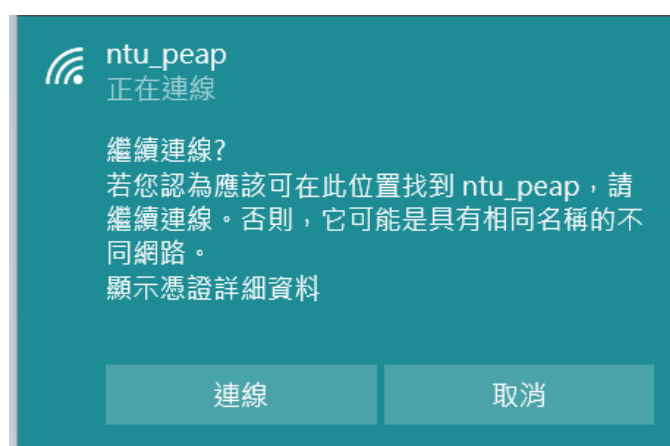 ntu_peap
正在連線
繼續連線?
若您認為應該可在此位置找到 ntu_peap，請
繼續連線。否則，它可能是具有相同名稱的不
同網路。
顯示憑證詳細資料
連線
取消